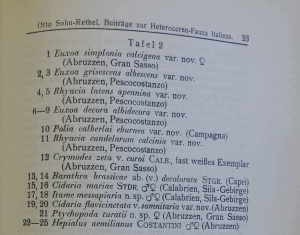 Otto Sohn-Rethel. Beiträge zur Heteroceren-Fauna Italiens. 23
Tafel 2
1 Euxoa simplonia calcigena var. nov. ♀
(Abruzzen, Gran Sasso)
2, 3 Euxoa grisescens albescens var. nov.
(Abruzzen, Pescocostanzo)
4, 5 Rhyacia latens apennina var. nov.
(Abruzzen, Pescocostanzo)
6—9 Euxoa decora albidecora var. nov.
(Abruzzen, Pescocostanzo)
10 Polia calberlai eburnea var. nov. (Campagna)
11 Rhyacia candelarum calcinia var. nov.
(Abruzzen, Pescocostanzo)
12 Crymodes zeta v. curoi CALB., fast weißes Exemplar
(Abruzzen, Gran Sasso)
13, 14 Barathra brassicae ab. (v.) decolorata STGR. (Capri)
15, 16 Cidaria mariae SYDR. ♂♀ (Calabrien, Sila-Gebirge)
17, 18 Itame messapiaria n. sp. ♂♀ (Calabrien, Sila-Gebirge)
19, 20 Cidaria flavicinctata v. samnitaria var. nov. (Abruzzen)
21 Ptychopoda turatii n. sp. ♀ (Abruzzen, Gran Sasso)
22—25 Hepialus aemilianus COSTANTINI ♂♀ (Abruzzen)